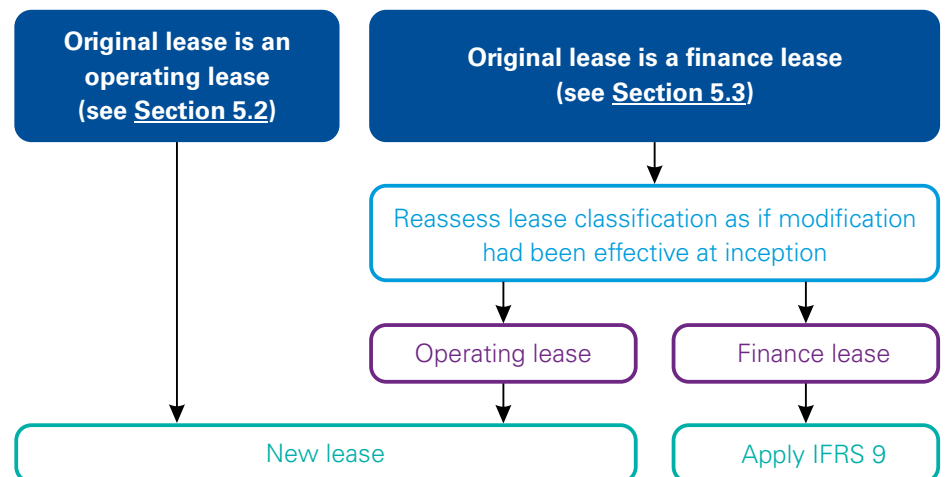 Original lease is an
operating lease
(see Section 5.2)
Original lease is a finance lease
(see Section 5.3)
Reassess lease classification as if modification
had been effective at inception
Operating lease
Finance lease
New lease
Apply IFRS 9